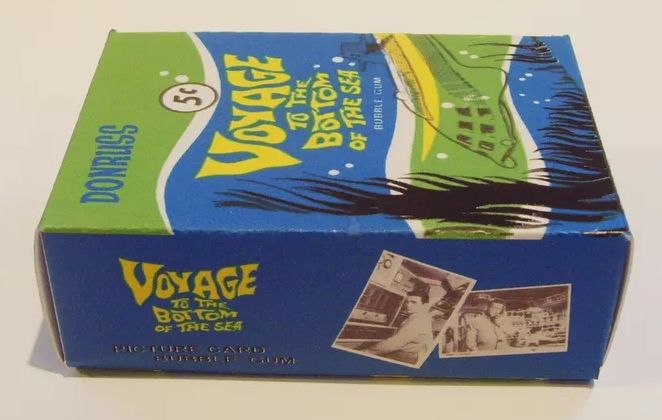 DONRUSS
5¢
VOYAGE
TO THE
BOTTOM
OF THE SEA
BUBBLE GUM
VOYAGE
TO THE
BOTTOM
OF THE SEA
PICTURE CARD
BUBBLE GUM